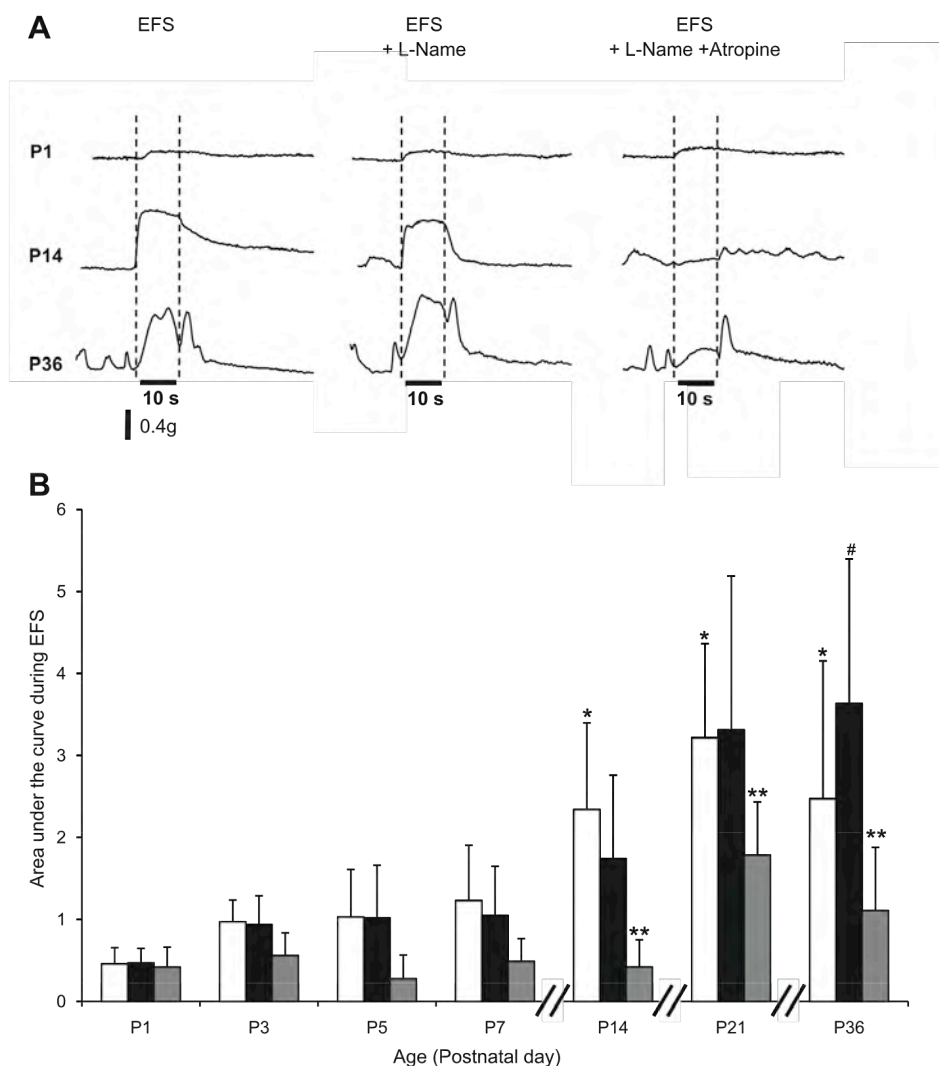 A
EFS
EFS
+ L-Name
EFS
+ L-Name +Atropine
P1
P14
P36
10 s
10 s
10 s
0.4g
B
Area under the curve during EFS
6
5
4
3
2
1
0
*
**
*
**
*
#
**
P1
P3
P5
P7
P14
P21
P36
Age (Postnatal day)